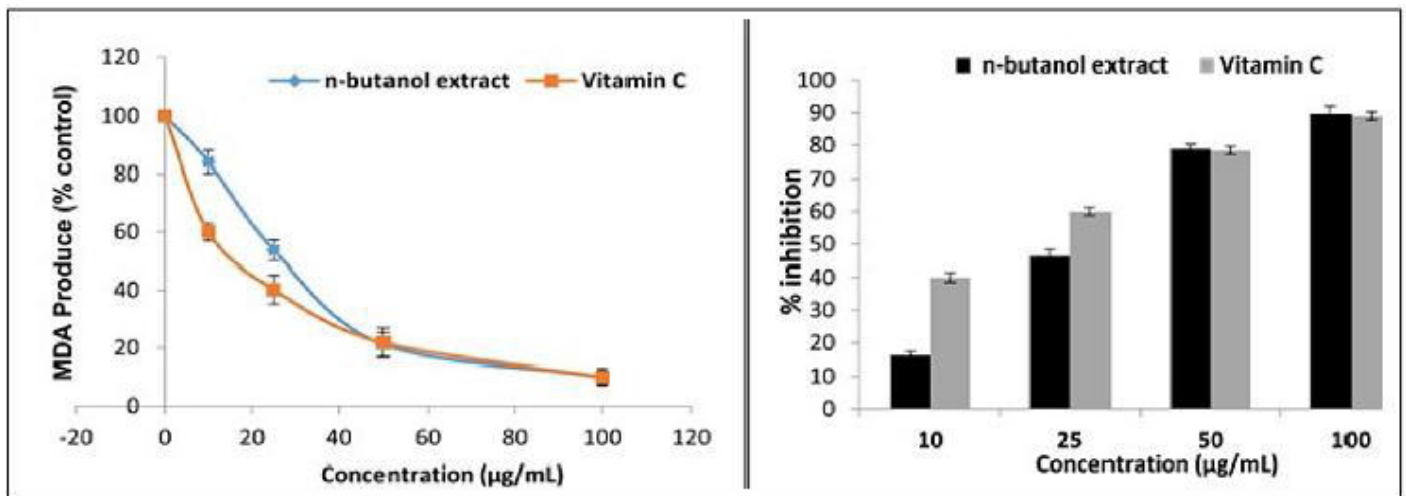 120
100
80
60
40
20
0
-20 0 20 40 60 80 100 120
MDA Produce (% control)
n-butanol extract Vitamin C
Concentration (µg/mL)
100
90
80
70
60
50
40
30
20
10
0
10 25 50 100
% inhibition
n-butanol extract Vitamin C
Concentration (µg/mL)